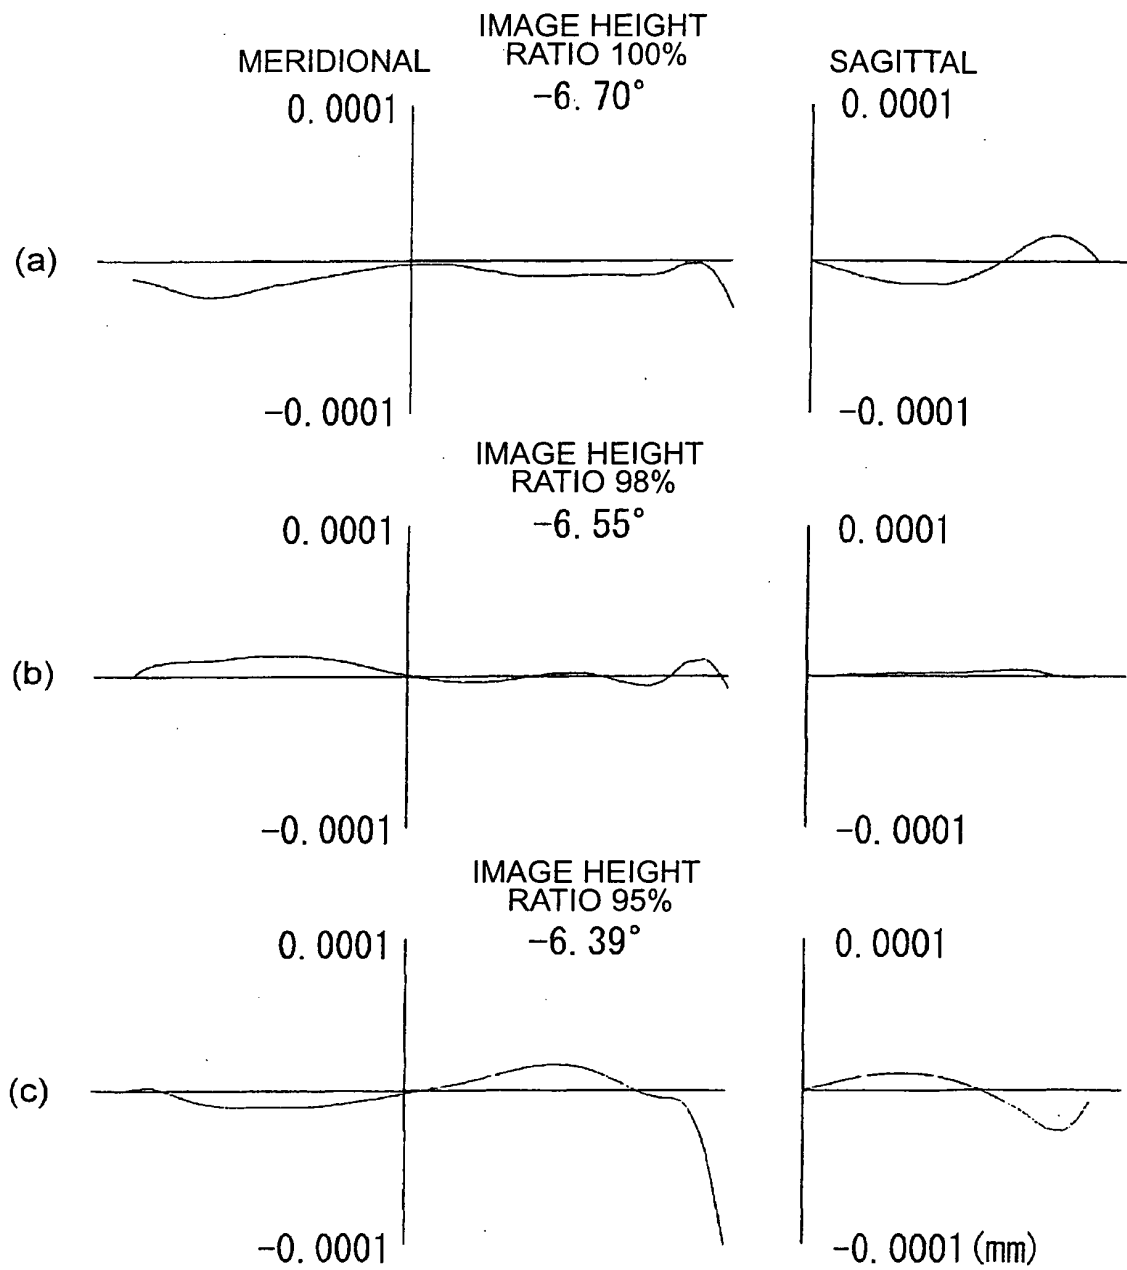 IMAGE HEIGHT
RATIO 100%
MERIDIONAL
-6.70°
SAGITTAL
0.0001
0.0001
(a)
-0.0001
-0.0001
IMAGE HEIGHT
RATIO 98%
-6.55°
0.0001
0.0001
(b)
-0.0001
-0.0001
IMAGE HEIGHT
RATIO 95%
-6.39°
0.0001
0.0001
(c)
-0.0001
-0.0001(mm)